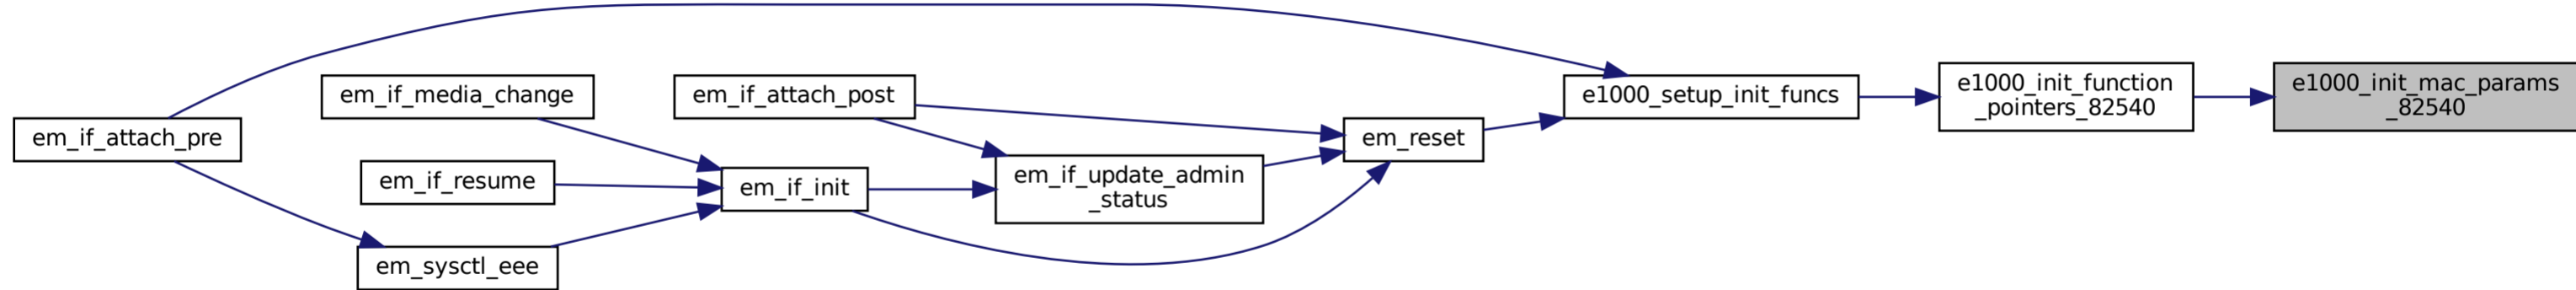 em_if_attach_pre
em_if_media_change
em_if_resume
em_sysctl_eee
em_if_attach_post
em_if_init
em_if_update_admin
_status
em_reset
e1000_setup_init_funcs
e1000_init_function
_pointers_82540
e1000_init_mac_params
_82540